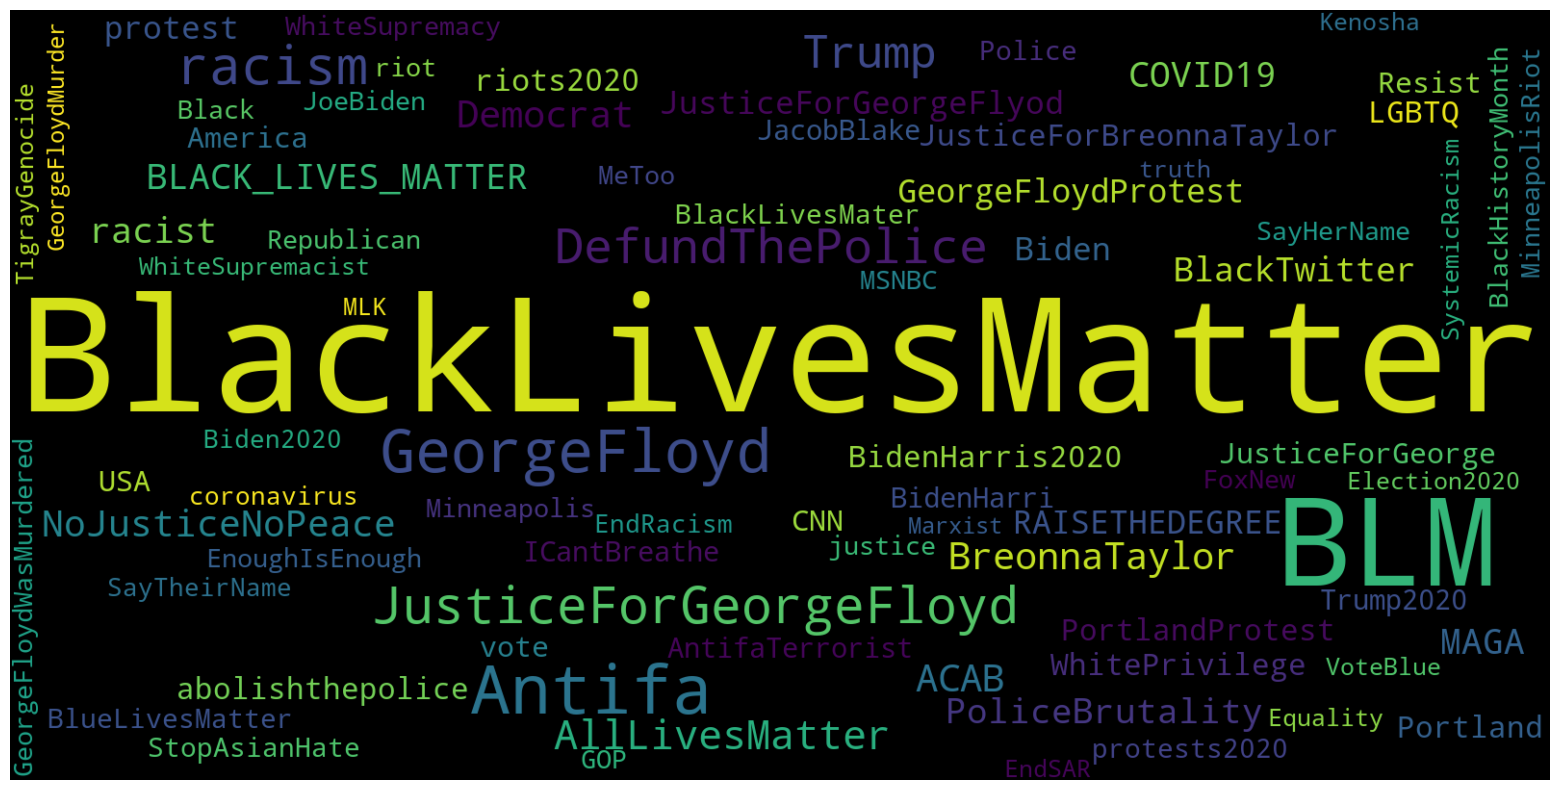 protest
WhiteSupremacy
Kenosha
racism
riot
riots2020
Trump
Police
COVID19
Resist
Black
JoeBiden
Democrat
JusticeForGeorgeFlyod
LGBTQ
America
JacobBlake
JusticeForBreonnaTaylor
BLACK_LIVES_MATTER
MeToo
truth
GeorgeFloydProtest
BlackLivesMater
racist
Republican
DefundThePolice
Biden
SayHerName
WhiteSupremacist
MSNBC
BlackTwitter
TigrayGenocide
GeorgeFloydMurder
SystemicRacism
BlackHistoryMonth
MinneapolisRiot
MLK
BlackLivesMatter
Biden2020
GeorgeFloyd
BidenHarris2020
JusticeForGeorge
USA
coronavirus
FoxNew
Election2020
Minneapolis
BidenHarri
NoJusticeNoPeace
EndRacism
CNN
Marxist
RAISETHEDEGREE
BLM
EnoughIsEnough
ICantBreathe
justice
BreonnaTaylor
SayTheirName
JusticeForGeorgeFloyd
Trump2020
vote
AntifaTerrorist
PortlandProtest
MAGA
abolishthepolice
Antifa
ACAB
WhitePrivilege
VoteBlue
BlueLivesMatter
PoliceBrutality
Equality
Portland
StopAsianHate
AllLivesMatter
protests2020
GOP
EndSAR
GeorgeFloydWasMurdered